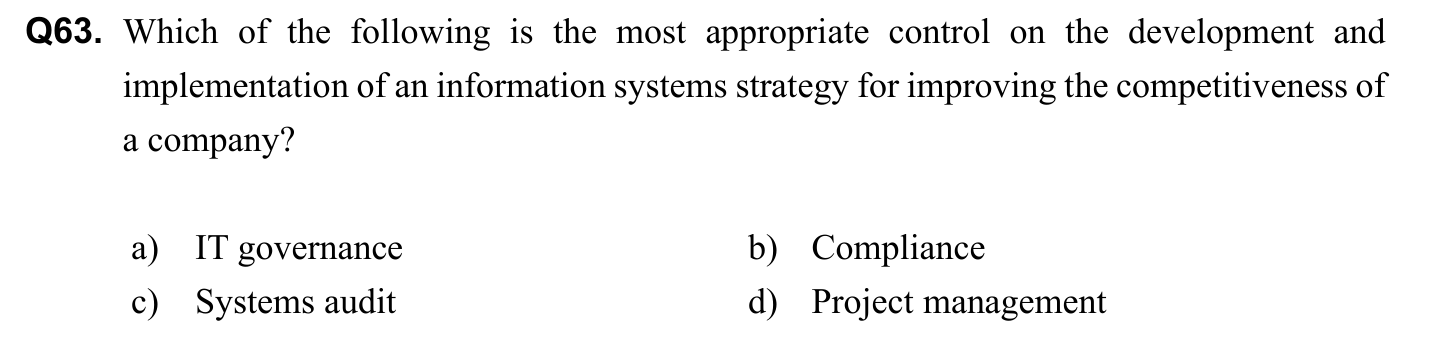 Q63. Which of the following is the most appropriate control on the development and
implementation of an information systems strategy for improving the competitiveness of
a company?
a) IT governance b) Compliance
c) Systems audit d) Project management